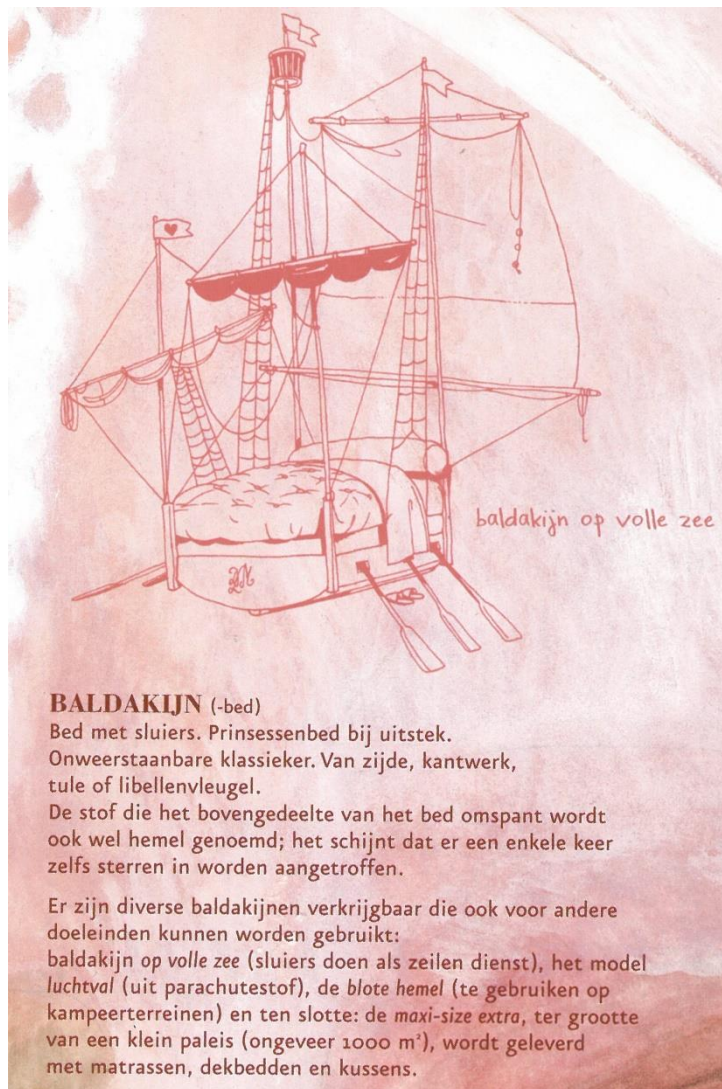 baldakijn op volle zee
BALDAKIJN (-bed)
Bed met sluiers. Prinsessenbed bij uitstek.
Onweerstaanbare klassieker. Van zijde, kantwerk,
tule of libellenvleugel.
De stof die het bovengedeelte van het bed omspant wordt
ook wel hemel genoemd; het schijnt dat er een enkele keer
zelfs sterren in worden aangetroffen.
Er zijn diverse baldakijnen verkrijgbaar die ook voor andere
doeleinden kunnen worden gebruikt:
baldakijn op volle zee (sluiers doen als zeilen dienst), het model
luchtval (uit parachutestof), de blote hemel (te gebruiken op
kampeerterreinen) en ten slotte: de maxi-size extra, ter grootte
van een klein paleis (ongeveer 1000 m²), wordt geleverd
met matrassen, dekbedden en kussens.